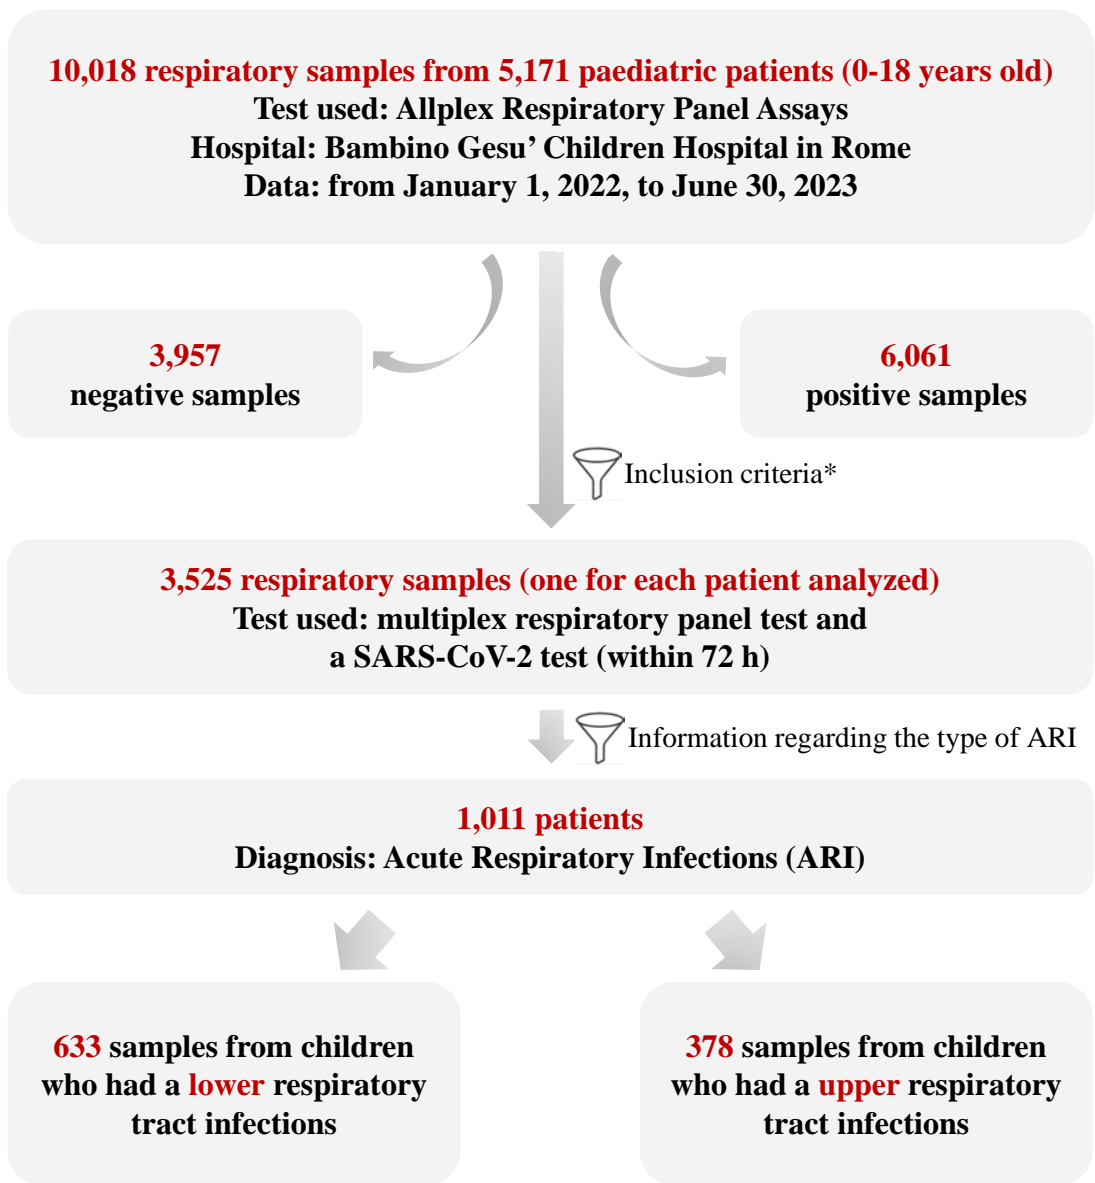 10,018 respiratory samples from 5,171 paediatric patients (0-18 years old)
Test used: Allplex Respiratory Panel Assays
Hospital: Bambino Gesu’ Children Hospital in Rome
Data: from January 1, 2022, to June 30, 2023
3,957
negative samples
6,061
positive samples
Inclusion criteria*
3,525 respiratory samples (one for each patient analyzed)
Test used: multiplex respiratory panel test and
a SARS-CoV-2 test (within 72 h)
Information regarding the type of ARI
1,011 patients
Diagnosis: Acute Respiratory Infections (ARI)
633 samples from children
who had a lower respiratory
tract infections
378 samples from children
who had a upper respiratory
tract infections